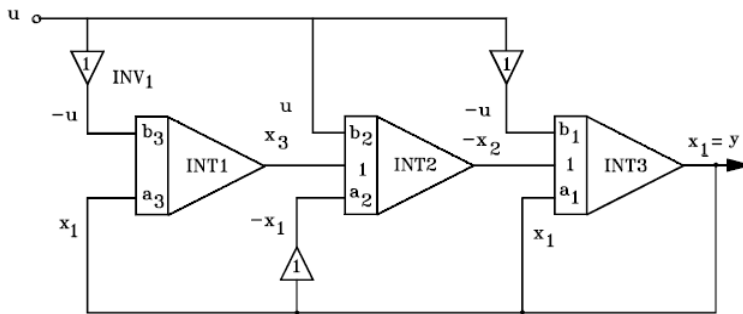 u
1
INV1
1
-u
u
-u
b3
x3
b2
-x2
b1
x1 = y
INT1
1
INT2
1
INT3
a3
a2
a1
x1
-x1
x1
1